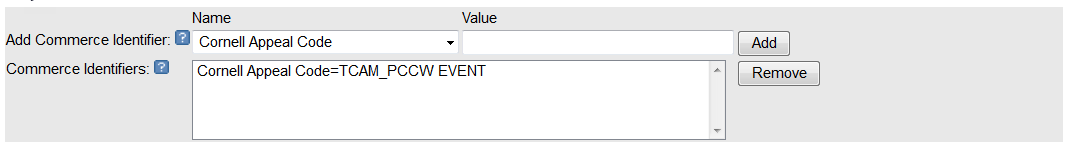 Name Value
Add Commerce Identifier: ? Cornell Appeal Code Add
Commerce Identifiers: ? Cornell Appeal Code=TCAM_PCCW EVENT Remove